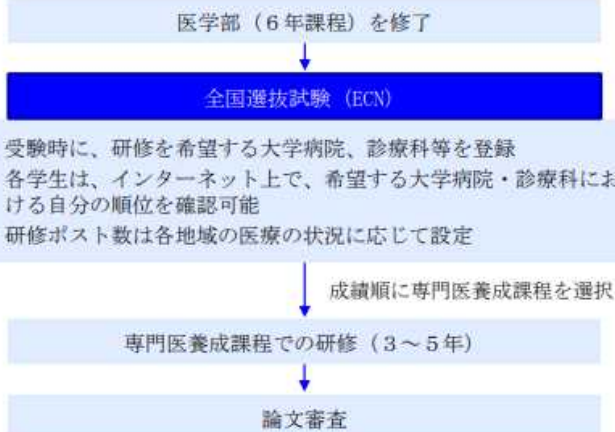 医学部（６年課程）を修了
全国選抜試験（ECN）
受験時に、研修を希望する大学病院、診療科等を登録
各学生は、インターネット上で、希望する大学病院・診療科にお
ける自分の順位を確認可能
研修ポスト数は各地域の医療の状況に応じて設定
成績順に専門医養成課程を選択
専門医養成課程での研修（３～５年）
論文審査